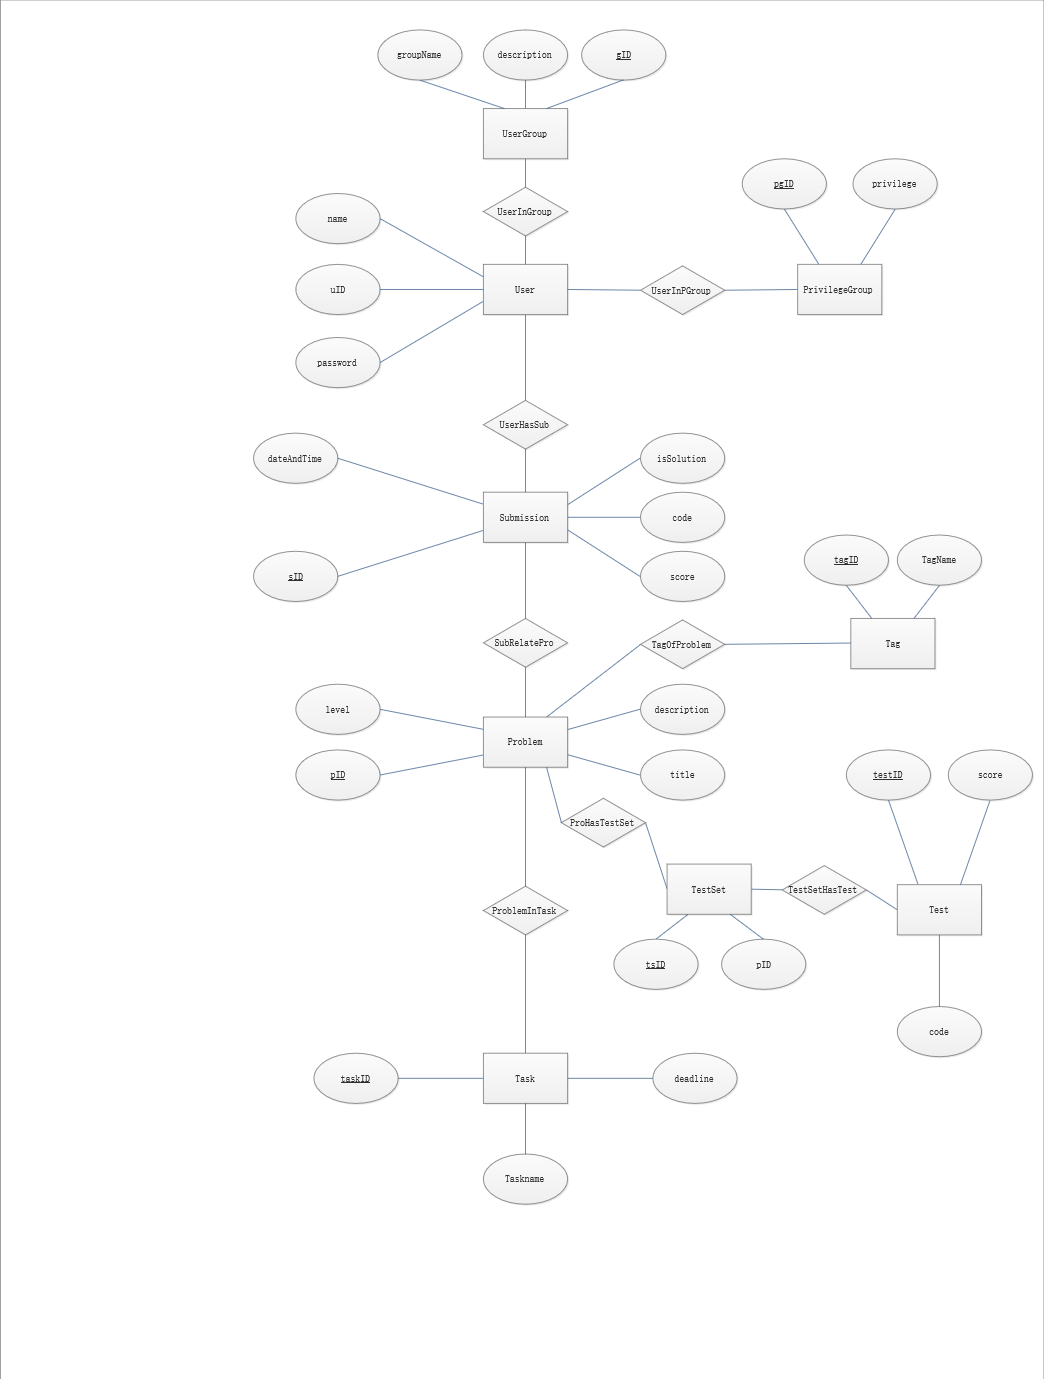 groupName
description
gID
UserGroup
pgID
privilege
UserInGroup
name
uID
User
UserInPGroup
PrivilegeGroup
password
UserHasSub
dateAndTime
isSolution
Submission
code
tagID
TagName
sID
score
SubRelatePro
TagOfProblem
Tag
level
description
Problem
pID
title
testID
score
ProHasTestSet
TestSet
TestSetHasTest
Test
ProblemInTask
tsID
pID
code
taskID
Task
deadline
Taskname